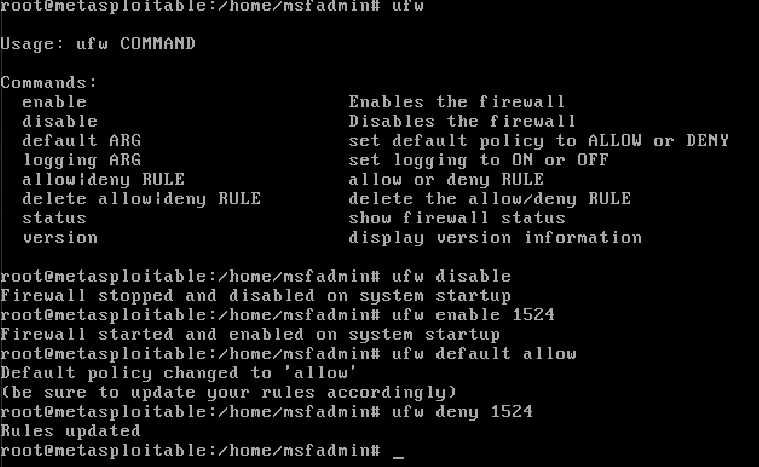 root@metasploitable:/home/msfadmin# ufw
Usage: ufw COMMAND
Commands:
  enable                        Enables the firewall
  disable                       Disables the firewall
  default ARG                   set default policy to ALLOW or DENY
  logging ARG                   set logging to ON or OFF
  allow|deny RULE               allow or deny RULE
  delete allow|deny RULE        delete the allow/deny RULE
  status                        show firewall status
  version                       display version information
root@metasploitable:/home/msfadmin# ufw disable
Firewall stopped and disabled on system startup
root@metasploitable:/home/msfadmin# ufw enable 1524
Firewall started and enabled on system startup
root@metasploitable:/home/msfadmin# ufw default allow
Default policy changed to 'allow'
(be sure to update your rules accordingly)
root@metasploitable:/home/msfadmin# ufw deny 1524
Rules updated
root@metasploitable:/home/msfadmin# _